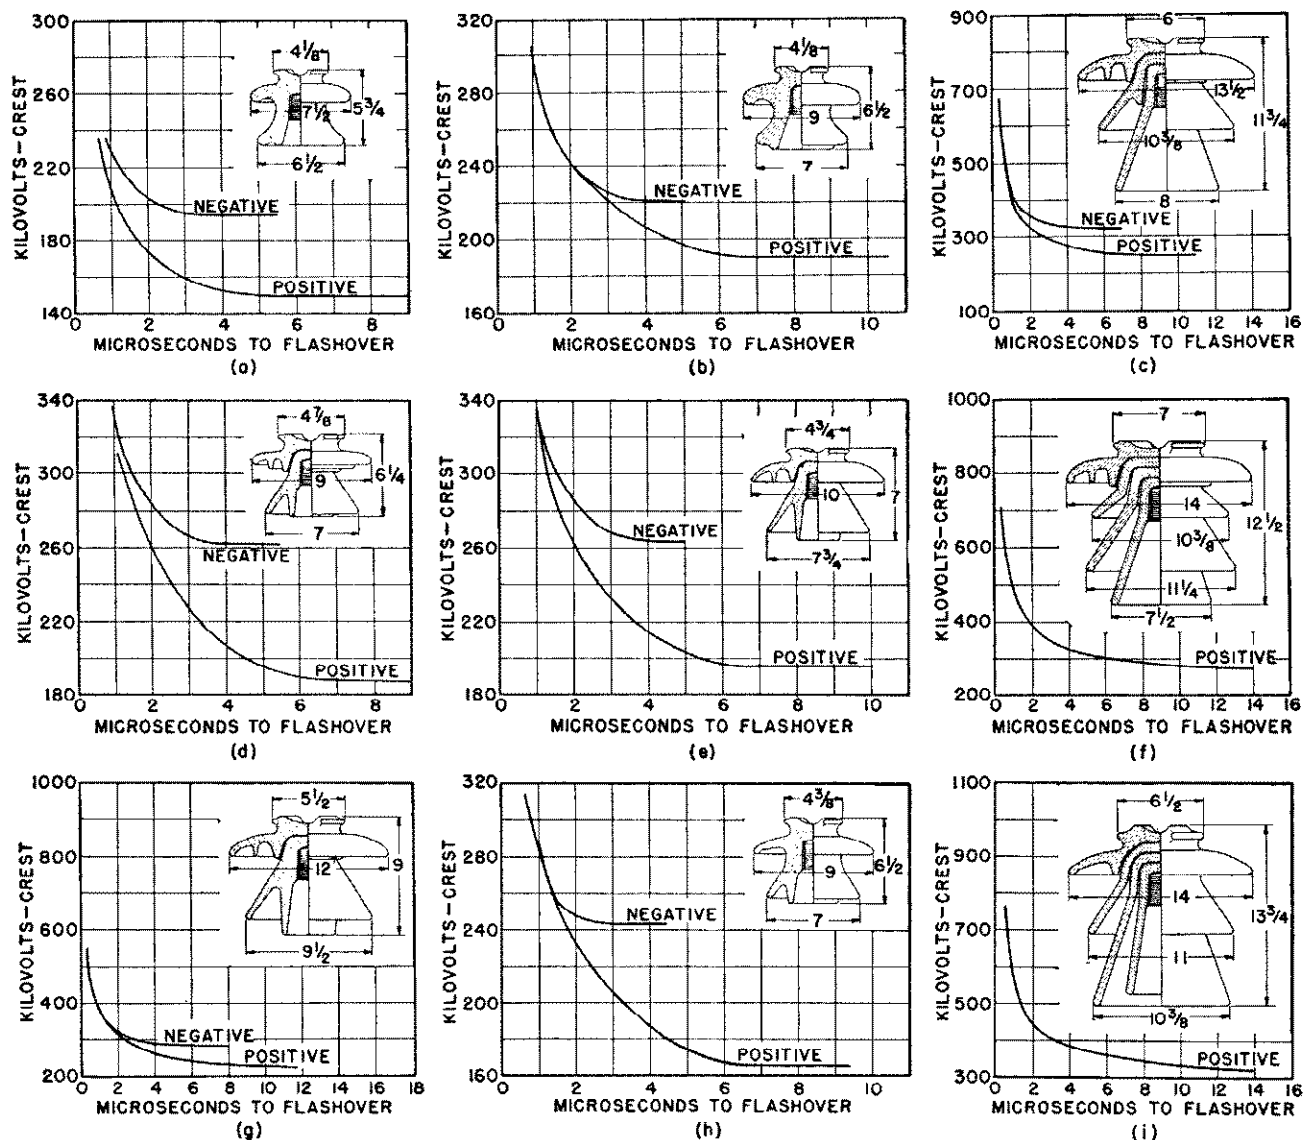 KILOVOLTS-CREST
300
260
220
180
140
0 2 4 6 8
4 1/8
7 1/2
5 3/4
6 1/2
NEGATIVE
POSITIVE
MICROSECONDS TO FLASHOVER
(a)
KILOVOLTS-CREST
320
280
240
200
160
0 2 4 6 8 10
4 1/8
9
6 1/2
7
NEGATIVE
POSITIVE
MICROSECONDS TO FLASHOVER
(b)
KILOVOLTS-CREST
900
700
500
300
100
0 2 4 6 8 10 12 14 16
6
13 1/2
11 3/4
10 3/8
8
NEGATIVE
POSITIVE
MICROSECONDS TO FLASHOVER
(c)
KILOVOLTS-CREST
340
300
260
220
180
0 2 4 6 8
4 7/8
9
6 1/4
7
NEGATIVE
POSITIVE
MICROSECONDS TO FLASHOVER
(d)
KILOVOLTS-CREST
340
300
260
220
180
0 2 4 6 8 10
4 3/4
10
7
7 3/4
NEGATIVE
POSITIVE
MICROSECONDS TO FLASHOVER
(e)
KILOVOLTS-CREST
1000
800
600
400
200
0 2 4 6 8 10 12 14 16
7
14
12 1/2
10 3/8
11 1/4
7 1/2
POSITIVE
MICROSECONDS TO FLASHOVER
(f)
KILOVOLTS-CREST
1000
800
600
400
200
0 2 4 6 8 10 12 14 16 18
5 1/2
12
9
9 1/2
NEGATIVE
POSITIVE
MICROSECONDS TO FLASHOVER
(g)
KILOVOLTS-CREST
320
280
240
200
160
0 2 4 6 8 10
4 3/8
9
6 1/2
7
NEGATIVE
POSITIVE
MICROSECONDS TO FLASHOVER
(h)
KILOVOLTS-CREST
1100
900
700
500
300
0 2 4 6 8 10 12 14 16
6 1/2
14
13 3/4
11
10 3/8
POSITIVE
MICROSECONDS TO FLASHOVER
(i)